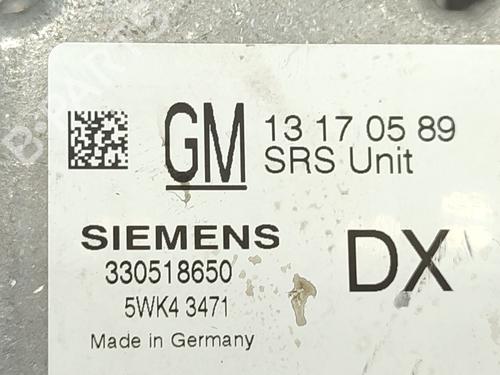 GM 13 17 05 89
SRS Unit
SIEMENS
330518650
5WK4 3471
DX
Made in Germany